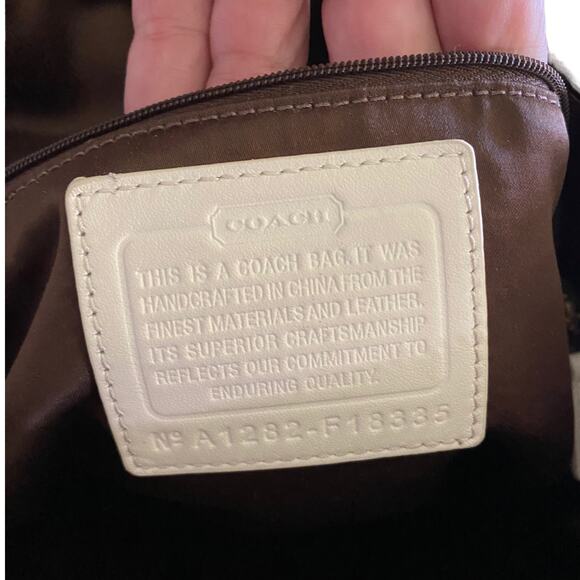 COACH
THIS IS A COACH BAG. IT WAS
HANDCRAFTED IN CHINA FROM THE
FINEST MATERIALS AND LEATHER.
ITS SUPERIOR CRAFTSMANSHIP
REFLECTS OUR COMMITMENT TO
ENDURING QUALITY.
Nº A1282-F18335